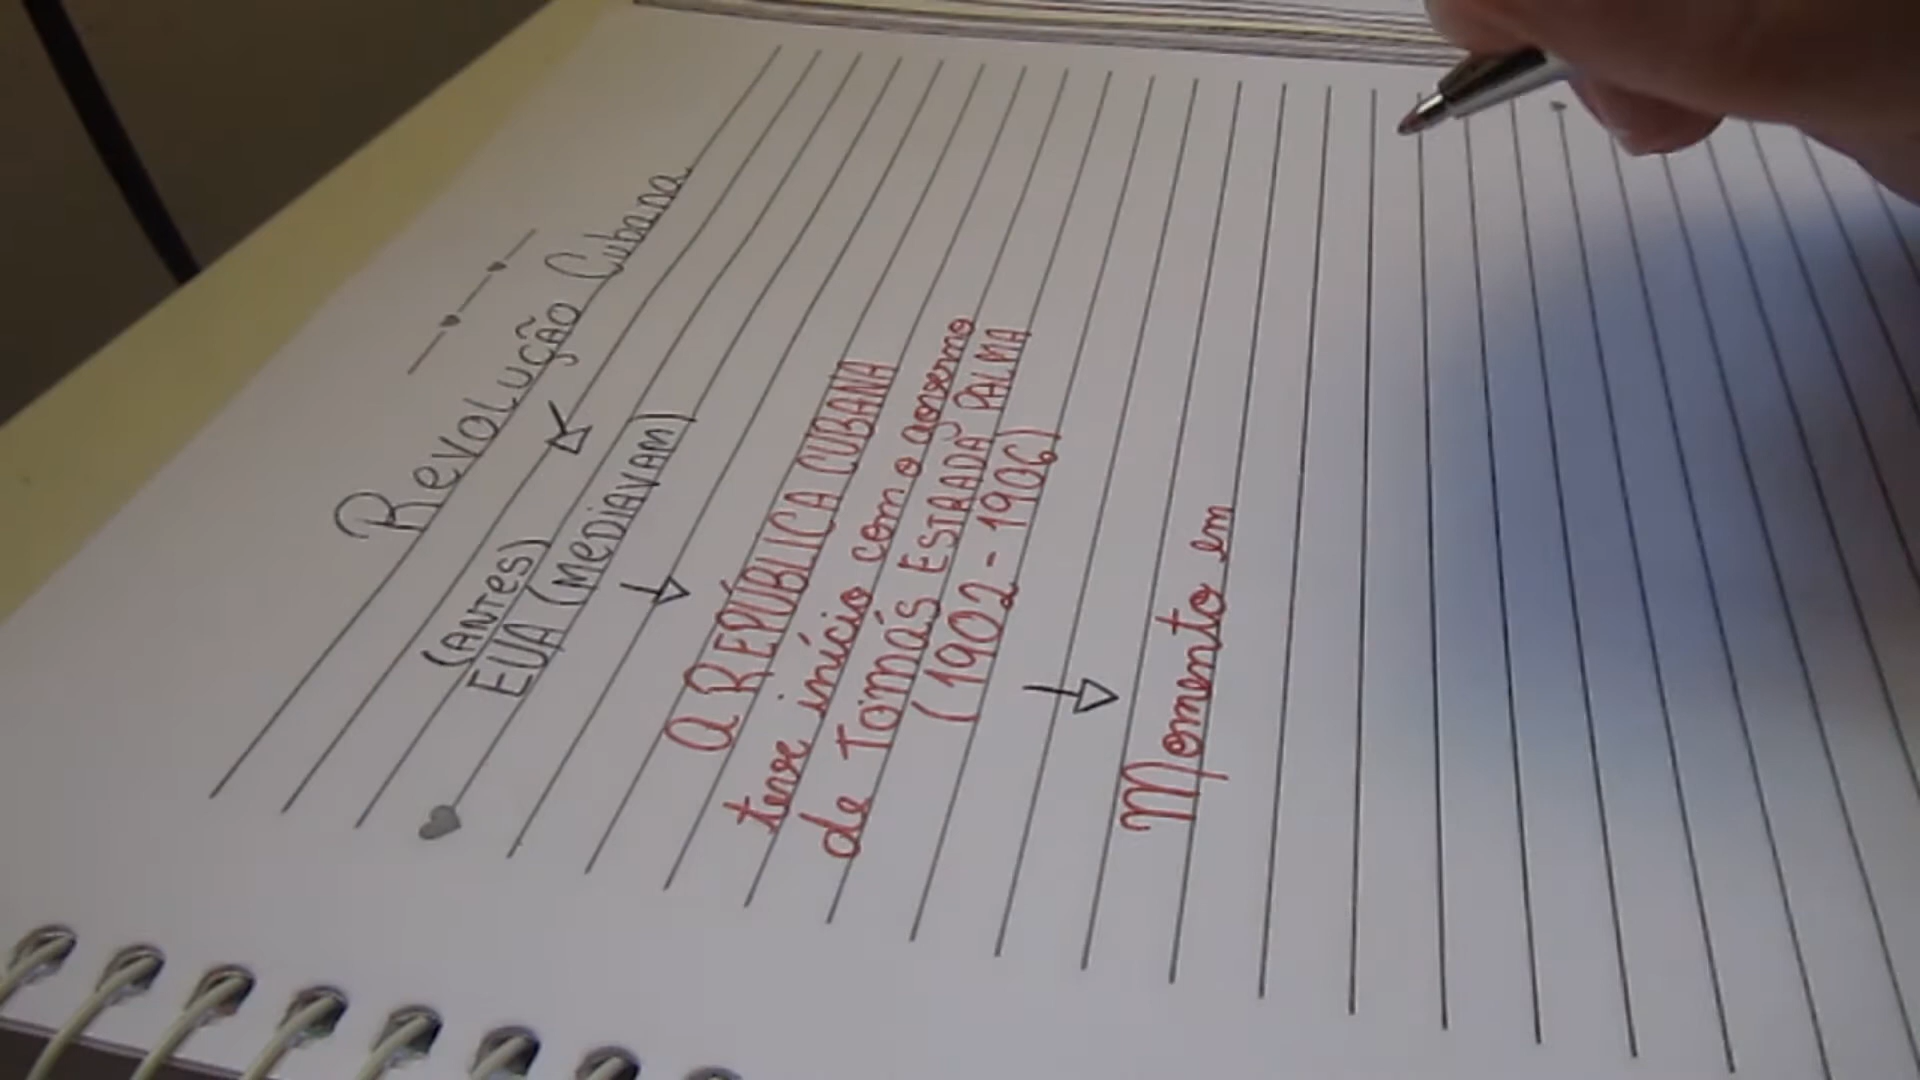 Revolução Cubana
(ANTES)
EUA (MEDIAVAM)
A REPÚBLICA CUBANA
teve início com o governo
de TOMÁS ESTRADA PALMA
(1902-1906)
Momento em